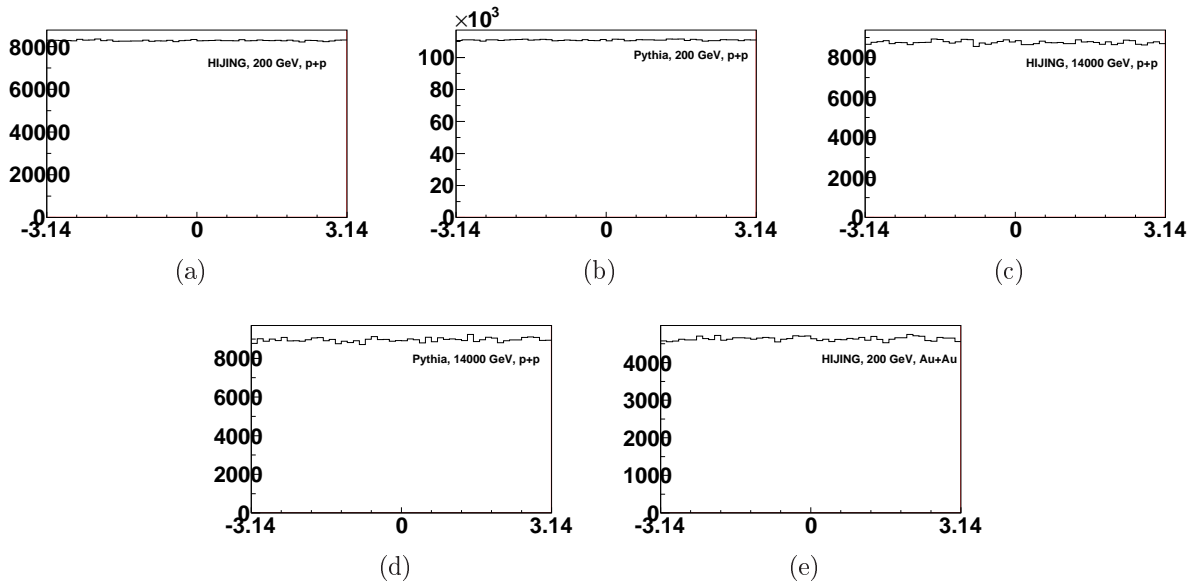 80000
60000
40000
20000
0
-3.14 0 3.14
HIJING, 200 GeV, p+p
(a)
×10³
100
80
60
40
20
0
-3.14 0 3.14
Pythia, 200 GeV, p+p
(b)
8000
6000
4000
2000
0
-3.14 0 3.14
HIJING, 14000 GeV, p+p
(c)
8000
6000
4000
2000
0
-3.14 0 3.14
Pythia, 14000 GeV, p+p
(d)
4000
3000
2000
1000
0
-3.14 0 3.14
HIJING, 200 GeV, Au+Au
(e)